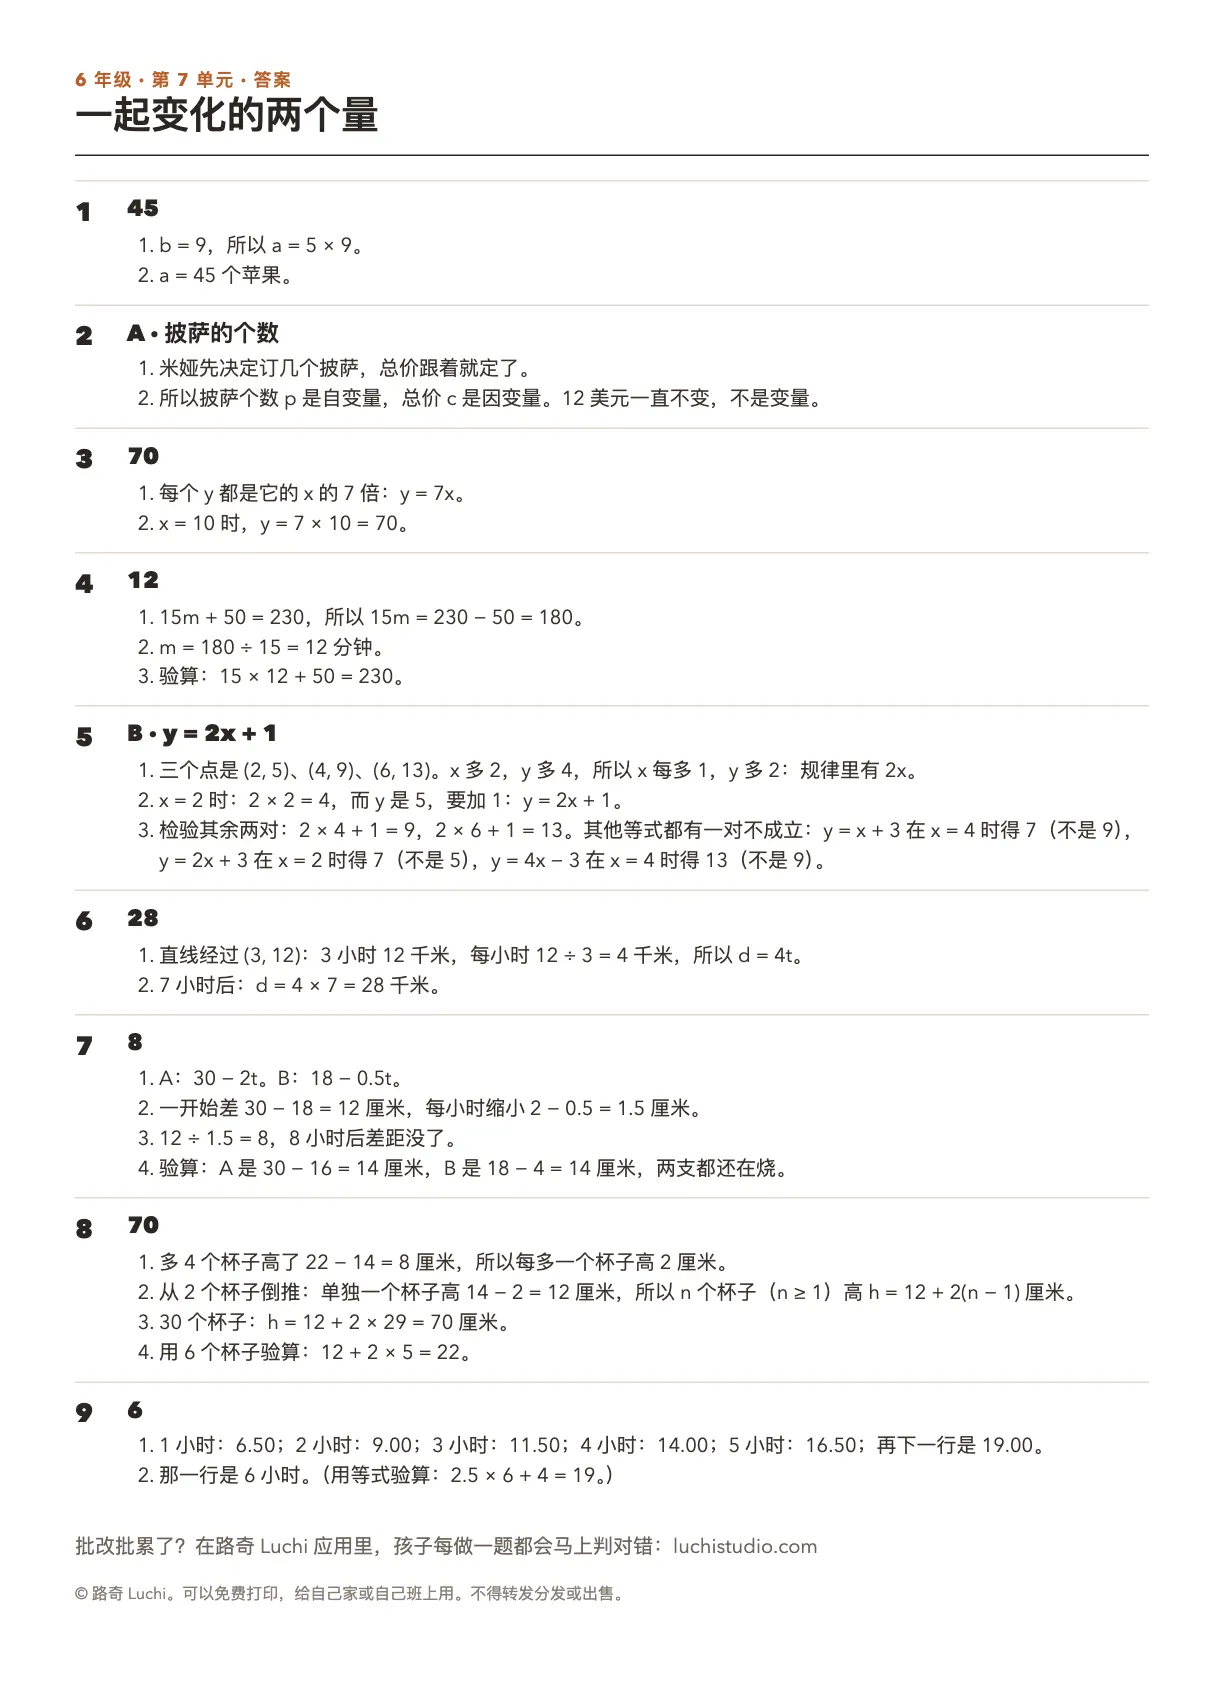 6 年级 · 第 7 单元 · 答案
一起变化的两个量
1 45
1. b = 9，所以 a = 5 × 9。
2. a = 45 个苹果。
2 A · 披萨的个数
1. 米娅先决定订几个披萨，总价跟着就定了。
2. 所以披萨个数 p 是自变量，总价 c 是因变量。12 美元一直不变，不是变量。
3 70
1. 每个 y 都是它的 x 的 7 倍：y = 7x。
2. x = 10 时，y = 7 × 10 = 70。
4 12
1. 15m + 50 = 230，所以 15m = 230 − 50 = 180。
2. m = 180 ÷ 15 = 12 分钟。
3. 验算：15 × 12 + 50 = 230。
5 B · y = 2x + 1
1. 三个点是 (2, 5)、(4, 9)、(6, 13)。x 多 2，y 多 4，所以 x 每多 1，y 多 2：规律里有 2x。
2. x = 2 时：2 × 2 = 4，而 y 是 5，要加 1：y = 2x + 1。
3. 检验其余两对：2 × 4 + 1 = 9，2 × 6 + 1 = 13。其他等式都有一对不成立：y = x + 3 在 x = 4 时得 7（不是 9），
y = 2x + 3 在 x = 2 时得 7（不是 5），y = 4x − 3 在 x = 4 时得 13（不是 9）。
6 28
1. 直线经过 (3, 12)：3 小时 12 千米，每小时 12 ÷ 3 = 4 千米，所以 d = 4t。
2. 7 小时后：d = 4 × 7 = 28 千米。
7 8
1. A：30 − 2t。B：18 − 0.5t。
2. 一开始差 30 − 18 = 12 厘米，每小时缩小 2 − 0.5 = 1.5 厘米。
3. 12 ÷ 1.5 = 8，8 小时后差距没了。
4. 验算：A 是 30 − 16 = 14 厘米，B 是 18 − 4 = 14 厘米，两支都还在烧。
8 70
1. 多 4 个杯子高了 22 − 14 = 8 厘米，所以每多一个杯子高 2 厘米。
2. 从 2 个杯子倒推：单独一个杯子高 14 − 2 = 12 厘米，所以 n 个杯子（n ≥ 1）高 h = 12 + 2(n − 1) 厘米。
3. 30 个杯子：h = 12 + 2 × 29 = 70 厘米。
4. 用 6 个杯子验算：12 + 2 × 5 = 22。
9 6
1. 1 小时：6.50；2 小时：9.00；3 小时：11.50；4 小时：14.00；5 小时：16.50；再下一行是 19.00。
2. 那一行是 6 小时。（用等式验算：2.5 × 6 + 4 = 19。）
批改批累了？在路奇 Luchi 应用里，孩子每做一题都会马上判对错：luchistudio.com
© 路奇 Luchi。可以免费打印，给自己家或自己班上用。不得转发分发或出售。